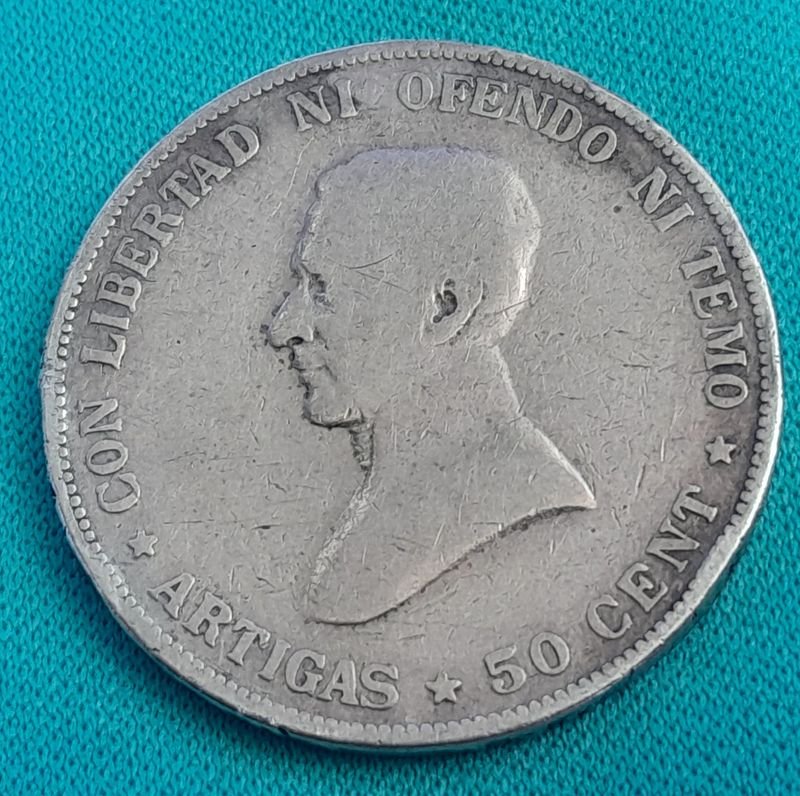 CON LIBERTAD NI OFENDO NI TEMO
★ ARTIGAS ★ 50 CENT ★